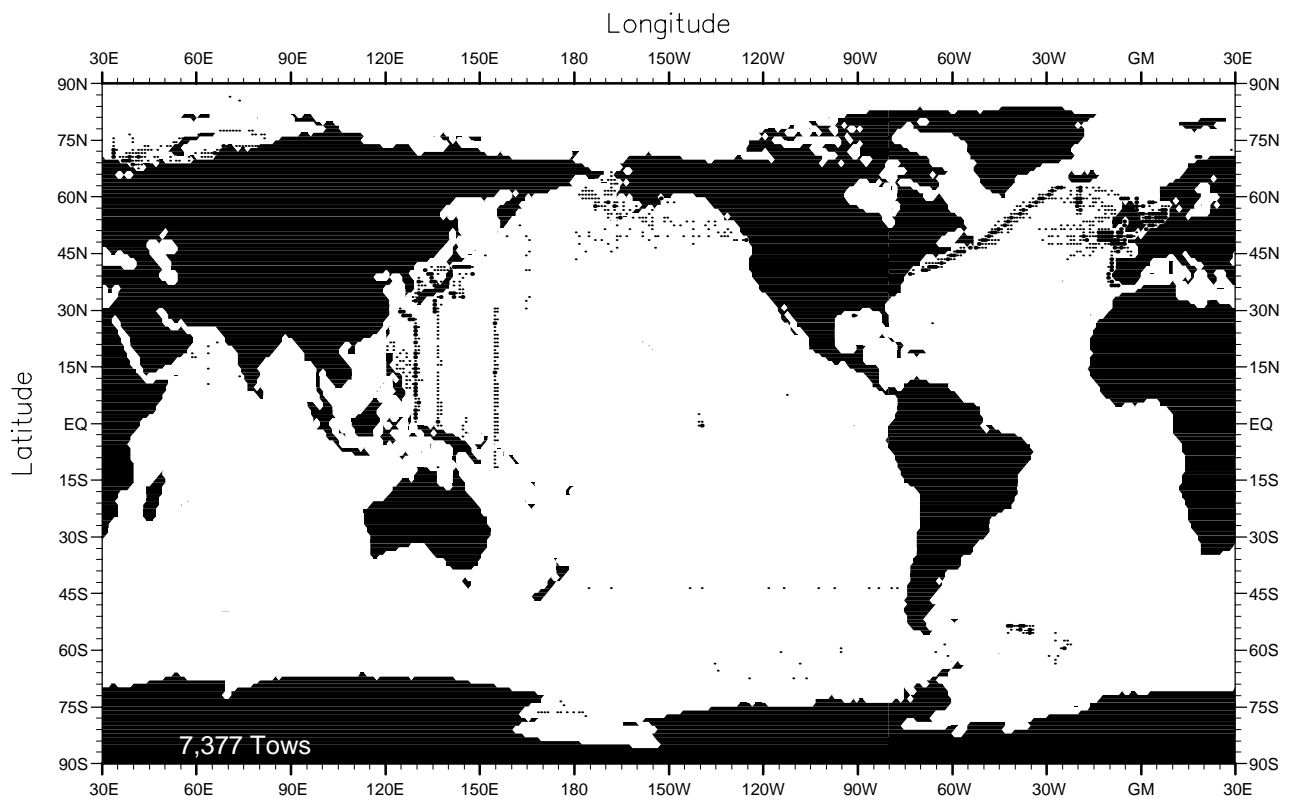 Longitude
30E 60E 90E 120E 150E 180 150W 120W 90W 60W 30W GM 30E
90N 90N
75N 75N
60N 60N
45N 45N
30N 30N
15N 15N
Latitude
EQ EQ
15S 15S
30S 30S
45S 45S
60S 60S
75S 75S
7,377 Tows
90S 90S
30E 60E 90E 120E 150E 180 150W 120W 90W 60W 30W GM 30E